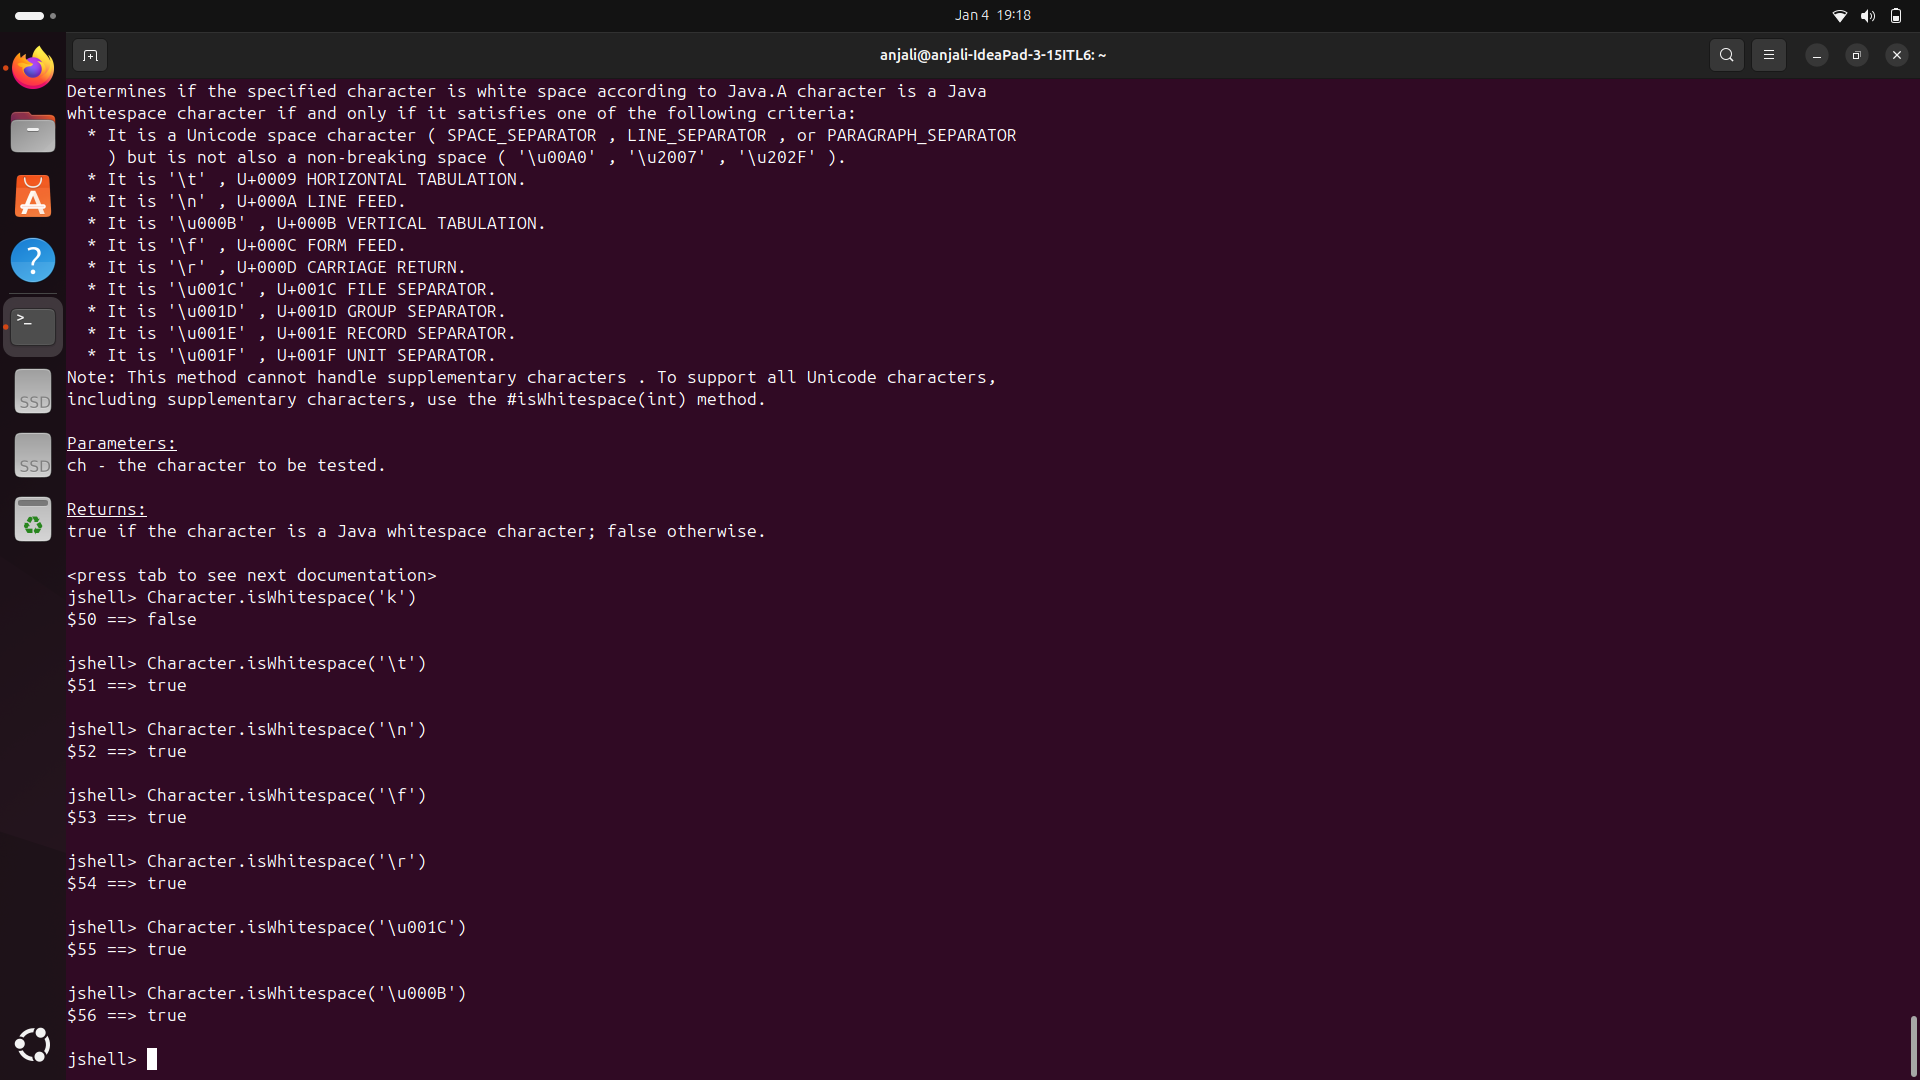 Jan 4 19:18
anjali@anjali-IdeaPad-3-15ITL6: ~
Determines if the specified character is white space according to Java.A character is a Java
whitespace character if and only if it satisfies one of the following criteria:
* It is a Unicode space character ( SPACE_SEPARATOR , LINE_SEPARATOR , or PARAGRAPH_SEPARATOR
) but is not also a non-breaking space ( '\u00A0' , '\u2007' , '\u202F' ).
* It is '\t' , U+0009 HORIZONTAL TABULATION.
* It is '\n' , U+000A LINE FEED.
* It is '\u000B' , U+000B VERTICAL TABULATION.
* It is '\f' , U+000C FORM FEED.
* It is '\r' , U+000D CARRIAGE RETURN.
* It is '\u001C' , U+001C FILE SEPARATOR.
* It is '\u001D' , U+001D GROUP SEPARATOR.
* It is '\u001E' , U+001E RECORD SEPARATOR.
* It is '\u001F' , U+001F UNIT SEPARATOR.
Note: This method cannot handle supplementary characters . To support all Unicode characters,
including supplementary characters, use the #isWhitespace(int) method.
Parameters:
ch - the character to be tested.
Returns:
true if the character is a Java whitespace character; false otherwise.
<press tab to see next documentation>
jshell> Character.isWhitespace('k')
$50 ==> false
jshell> Character.isWhitespace('\t')
$51 ==> true
jshell> Character.isWhitespace('\n')
$52 ==> true
jshell> Character.isWhitespace('\f')
$53 ==> true
jshell> Character.isWhitespace('\r')
$54 ==> true
jshell> Character.isWhitespace('\u001C')
$55 ==> true
jshell> Character.isWhitespace('\u000B')
$56 ==> true
jshell>
SSD
SSD